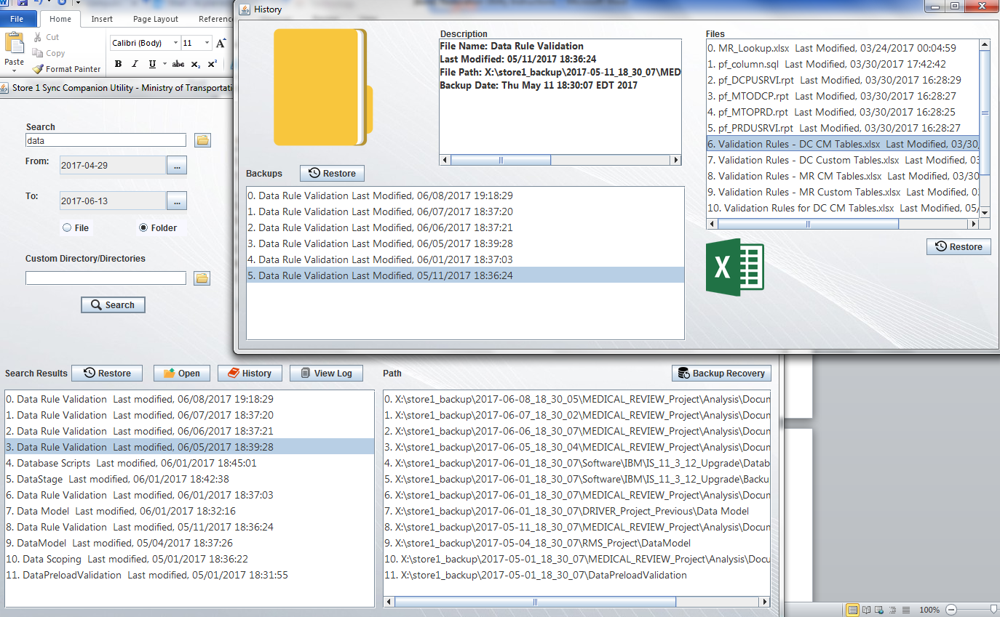 File
Home
Insert
Page Layout
Paste
Cut
Copy
Format Painter
Calibri (Body)
11
A
B I U abc X₂ X²
Store 1 Sync Companion Utility - Ministry of
Search
data
From:
2017-04-29
...
To:
2017-06-13
...
File
Folder
Custom Directory/Directories
Search
History
Description
File Name: Data Rule Validation
Last Modified: 05/11/2017 18:36:24
File Path: X:\store1_backup\2017-05-11_18_30_07\MED
Backup Date: Thu May 11 18:30:07 EDT 2017
Backups
Restore
0. Data Rule Validation Last Modified, 06/08/2017 19:18:29
1. Data Rule Validation Last Modified, 06/07/2017 18:37:20
2. Data Rule Validation Last Modified, 06/06/2017 18:37:21
3. Data Rule Validation Last Modified, 06/05/2017 18:39:28
4. Data Rule Validation Last Modified, 06/01/2017 18:37:03
5. Data Rule Validation Last Modified, 05/11/2017 18:36:24
Files
0. MR_Lookup.xlsx Last Modified, 03/24/2017 00:04:59
1. pf_column.sql Last Modified, 03/30/2017 17:42:42
2. pf_DCPUSRVI.rpt Last Modified, 03/30/2017 16:28:29
3. pf_MTODCP.rpt Last Modified, 03/30/2017 16:28:27
4. pf_MTOPRD.rpt Last Modified, 03/30/2017 16:28:25
5. pf_PRDUSRVI.rpt Last Modified, 03/30/2017 16:28:27
6. Validation Rules - DC CM Tables.xlsx Last Modified, 03/30
7. Validation Rules - DC Custom Tables.xlsx Last Modified, 03
8. Validation Rules - MR CM Tables.xlsx Last Modified, 03/30
9. Validation Rules - MR Custom Tables.xlsx Last Modified, 0
10. Validation Rules for DC CM Tables.xlsx Last Modified, 05/
X
Restore
Search Results
Restore
Open
History
View Log
Path
Backup Recovery
0. Data Rule Validation Last modified, 06/08/2017 19:18:29
1. Data Rule Validation Last modified, 06/07/2017 18:37:20
2. Data Rule Validation Last modified, 06/06/2017 18:37:21
3. Data Rule Validation Last modified, 06/05/2017 18:39:28
4. Database Scripts Last modified, 06/01/2017 18:45:01
5. DataStage Last modified, 06/01/2017 18:42:38
6. Data Rule Validation Last modified, 06/01/2017 18:37:03
7. Data Model Last modified, 06/01/2017 18:32:16
8. Data Rule Validation Last modified, 05/11/2017 18:36:24
9. DataModel Last modified, 05/04/2017 18:37:26
10. Data Scoping Last modified, 05/01/2017 18:36:22
11. DataPreloadValidation Last modified, 05/01/2017 18:31:55
0. X:\store1_backup\2017-06-08_18_30_05\MEDICAL_REVIEW_Project\Analysis\Docum
1. X:\store1_backup\2017-06-07_18_30_02\MEDICAL_REVIEW_Project\Analysis\Docum
2. X:\store1_backup\2017-06-06_18_30_07\MEDICAL_REVIEW_Project\Analysis\Docum
3. X:\store1_backup\2017-06-05_18_30_04\MEDICAL_REVIEW_Project\Analysis\Docum
4. X:\store1_backup\2017-06-01_18_30_07\Software\IBM\IS_11_3_12_Upgrade\Datab
5. X:\store1_backup\2017-06-01_18_30_07\Software\IBM\IS_11_3_12_Upgrade\Backu
6. X:\store1_backup\2017-06-01_18_30_07\MEDICAL_REVIEW_Project\Analysis\Docum
7. X:\store1_backup\2017-06-01_18_30_07\DRIVER_Project_Previous\Data Model
8. X:\store1_backup\2017-05-11_18_30_07\MEDICAL_REVIEW_Project\Analysis\Docum
9. X:\store1_backup\2017-05-04_18_30_07\RMS_Project\DataModel
10. X:\store1_backup\2017-05-01_18_30_07\MEDICAL_REVIEW_Project\Analysis\Docu
11. X:\store1_backup\2017-05-01_18_30_07\DataPreloadValidation
100%